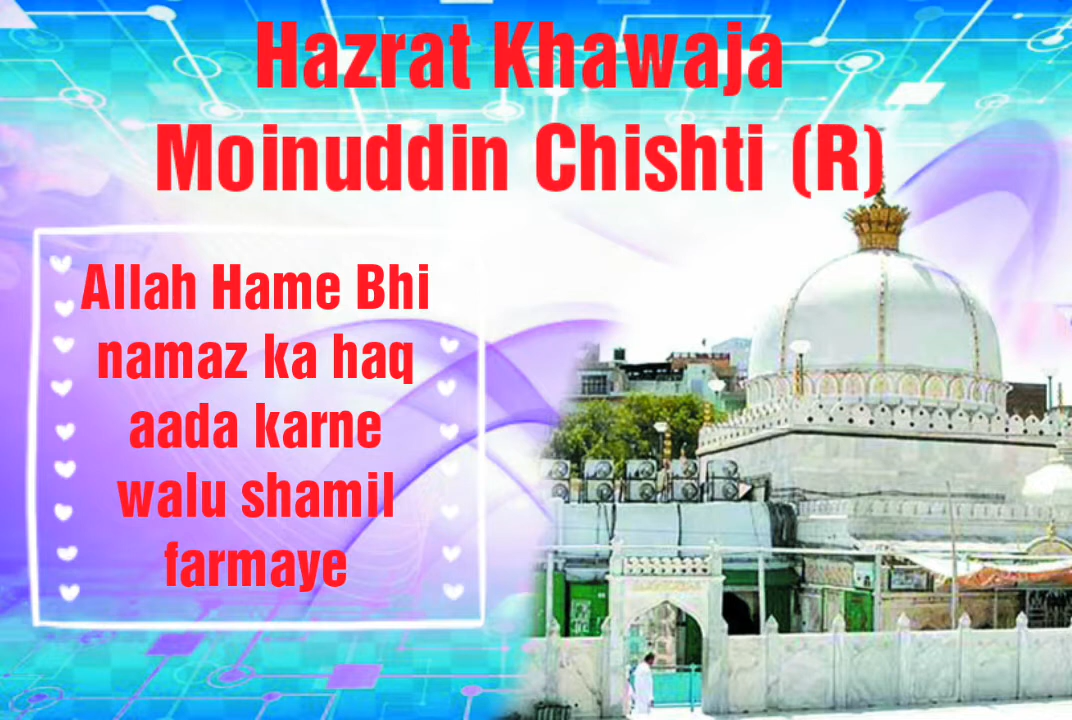 Hazrat Khawaja
Moinuddin Chishti (R)
Allah Hame Bhi
namaz ka haq
aada karne
walu shamil
farmaye